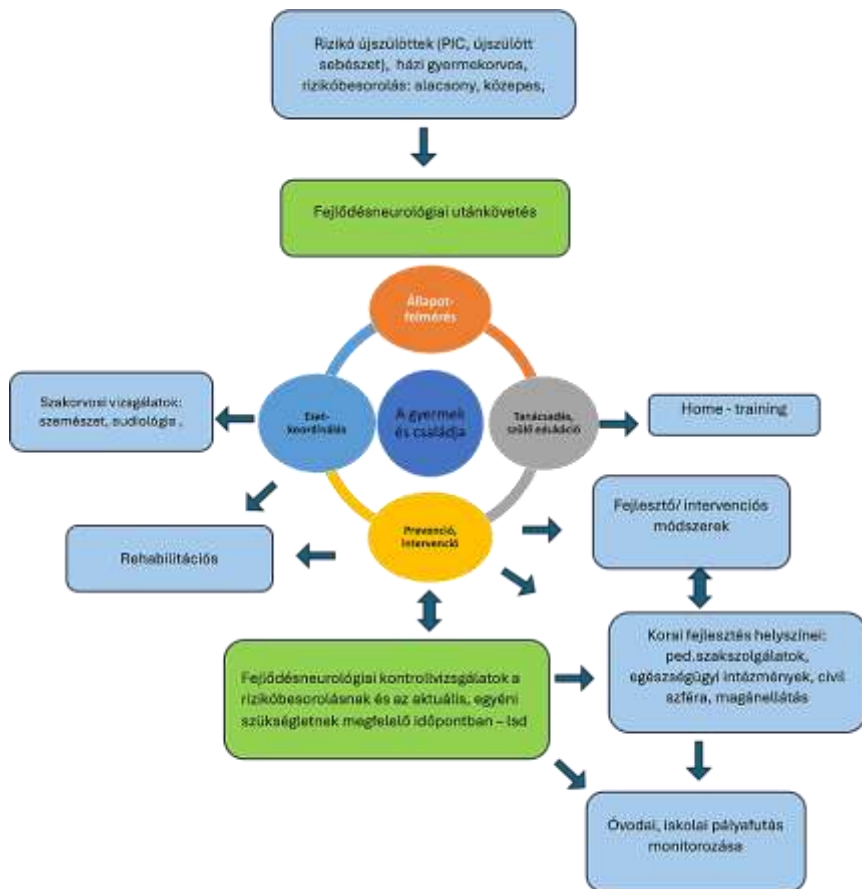 Rizikó újszülöttek (PIC, újszülött
sebészet), házi gyermekorvos,
rizikóbesorolás: alacsony, közepes,
Fejlődésneurológiai utánkövetés
Állapot-
felmérés
Szakorvosi vizsgálatok:
szemészet, audiológia .
Eset-
koordinálás
A gyermek
és családja
Tanácsadás,
szülő edukáció
Home - training
Prevenció,
Intervenció
Fejlesztő/ intervenciós
módszerek
Rehabilitációs
Korai fejlesztés helyszínei:
ped.szakszolgálatok,
egészségügyi intézmények, civil
szféra, magánellátás
Fejlődésneurológiai kontrollvizsgálatok a
rizikóbesorolásnak és az aktuális, egyéni
szükségletnek megfelelő időpontban – lsd
Óvodai, iskolai pályafutás
monitorozása